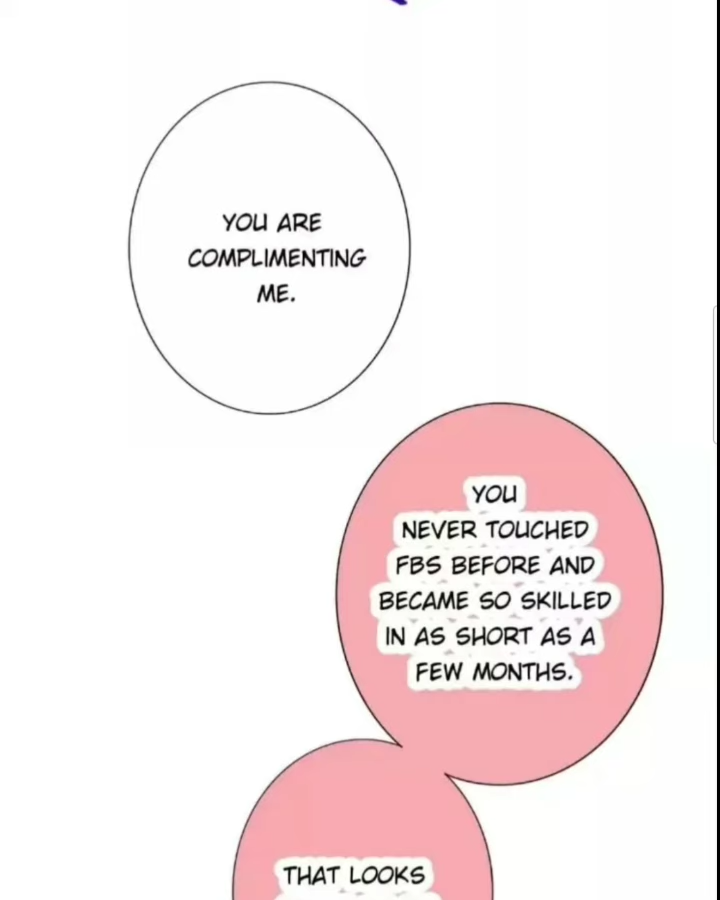 YOU ARE
COMPLIMENTING
ME.
YOU
NEVER TOUCHED
FBS BEFORE AND
BECAME SO SKILLED
IN AS SHORT AS A
FEW MONTHS.
THAT LOOKS